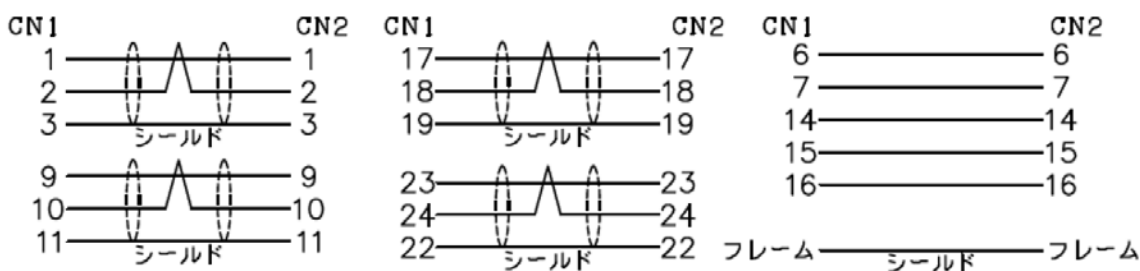 CN1 CN2
1 1
2 2
3 3
シールド
9 9
10 10
11 11
シールド
CN1 CN2
17 17
18 18
19 19
シールド
23 23
24 24
22 22
シールド
CN1 CN2
6 6
7 7
14 14
15 15
16 16
フレーム フレーム
シールド